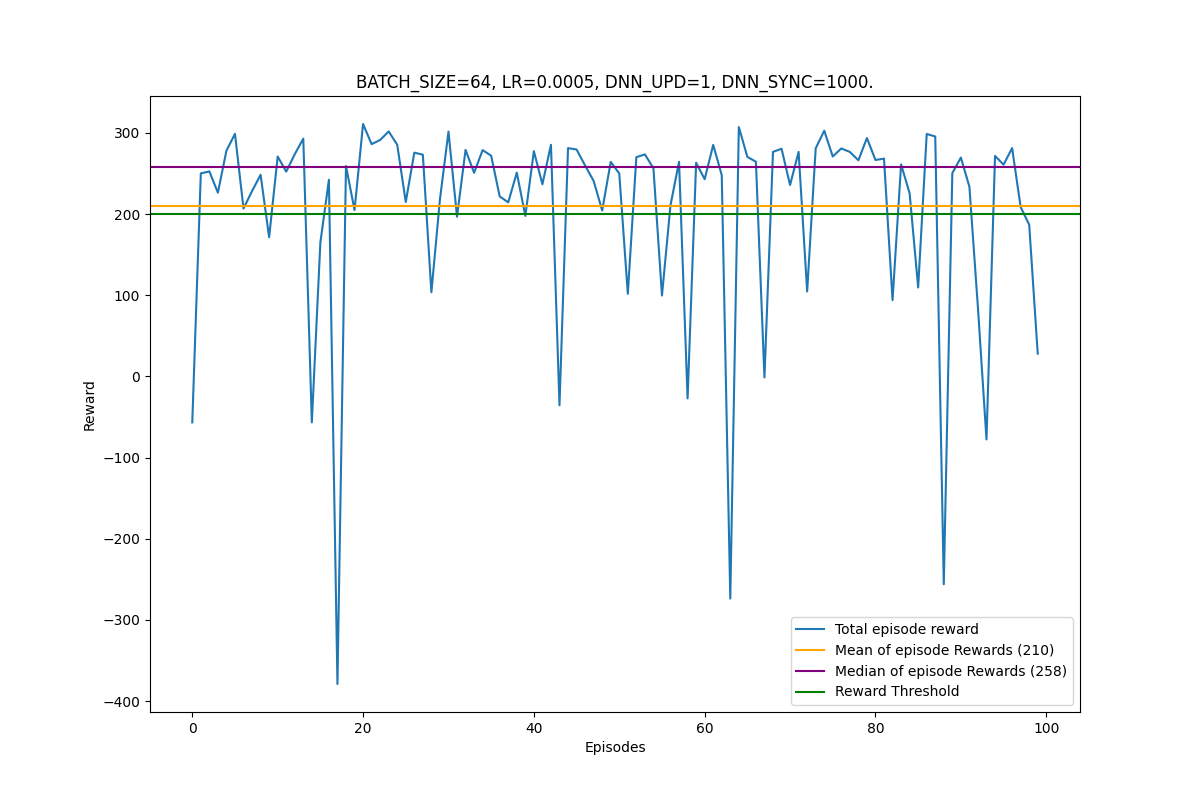 BATCH_SIZE=64, LR=0.0005, DNN_UPD=1, DNN_SYNC=1000.
300
200
100
0
−100
−200
−300
−400
Reward
Total episode reward
Mean of episode Rewards (210)
Median of episode Rewards (258)
Reward Threshold
0 20 40 60 80 100
Episodes